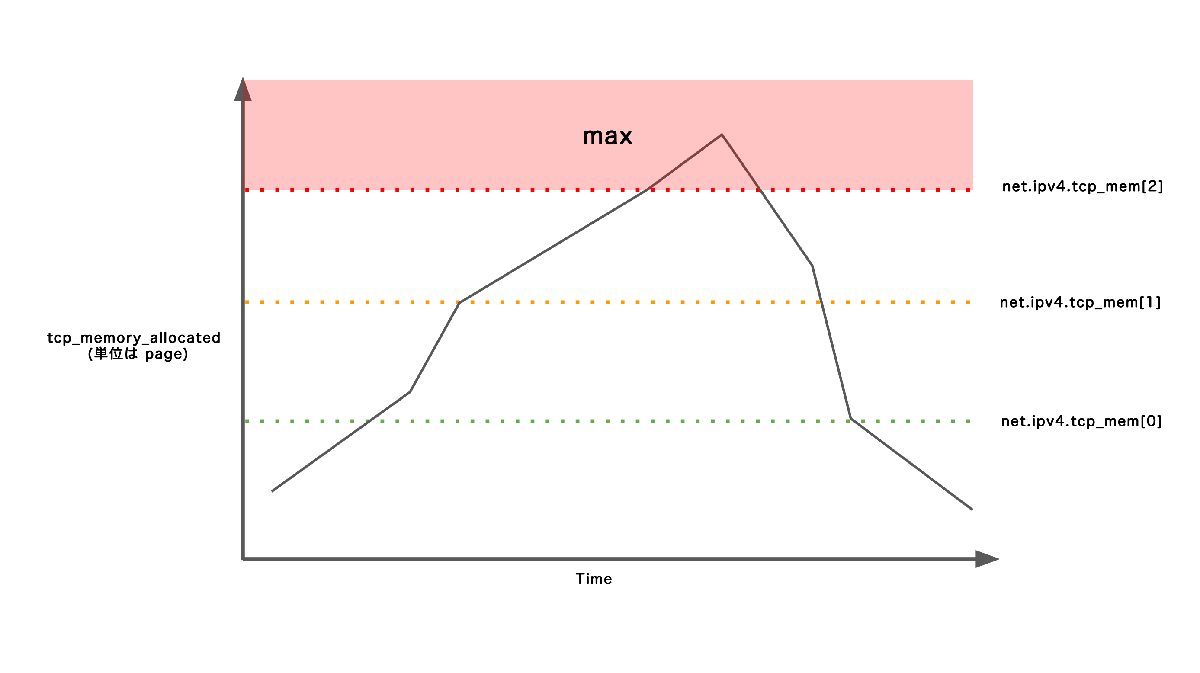 max
net.ipv4.tcp_mem[2]
net.ipv4.tcp_mem[1]
tcp_memory_allocated
(単位は page)
net.ipv4.tcp_mem[0]
Time